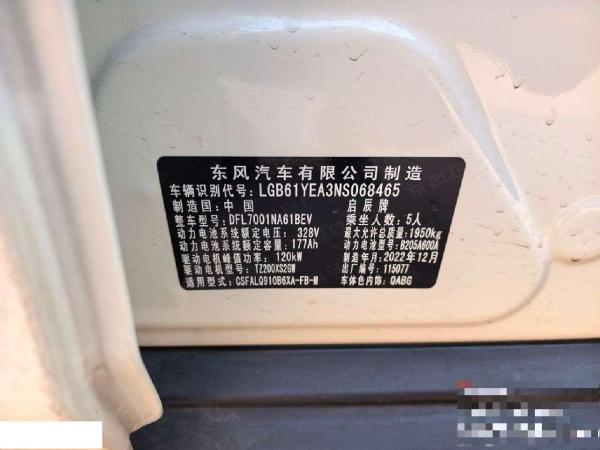 东风汽车有限公司制造
车辆识别代号：LGB61YEA3NS068465
制造国：中 国 启辰牌
整车型号：DFL7001NA61BEV 乘坐人数：5人
动力电池系统额定电压：328V 最大允许总质量：1950kg
动力电池系统额定容量：177Ah 动力电池型号：B205A600A
驱动电机峰值功率：120kW 制造年月：2022年12月
驱动电机型号：TZ200XS2GW 出厂编号：115077
适用型式：CSFALQ910B6XA-FB-M 车体色内饰：QABG